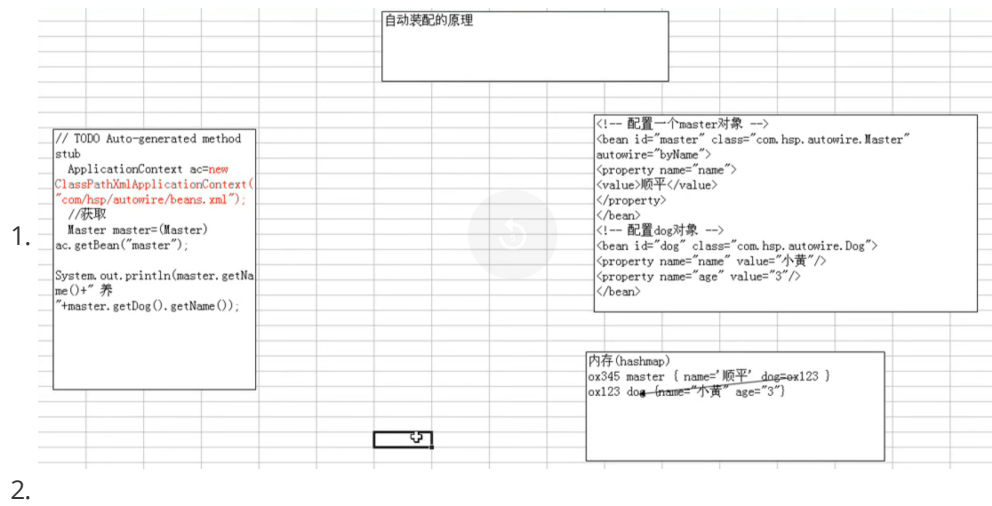 自动装配的原理
// TODO Auto-generated method
stub
ApplicationContext ac=new
ClassPathXmlApplicationContext(
"com/hsp/autowire/beans.xml");
//获取
Master master=(Master)
ac.getBean("master");
System.out.println(master.getNa
me()+" 养
"+master.getDog().getName());
<!-- 配置一个master对象 -->
<bean id="master" class="com.hsp.autowire.Master"
autowire="byName">
<property name="name">
<value>顺平</value>
</property>
</bean>
<!-- 配置dog对象 -->
<bean id="dog" class="com.hsp.autowire.Dog">
<property name="name" value="小黄"/>
<property name="age" value="3"/>
</bean>
1.
内存(hashmap)
ox345 master { name='顺平' dog=ox123 }
ox123 dog {name="小黄" age="3"}
2.